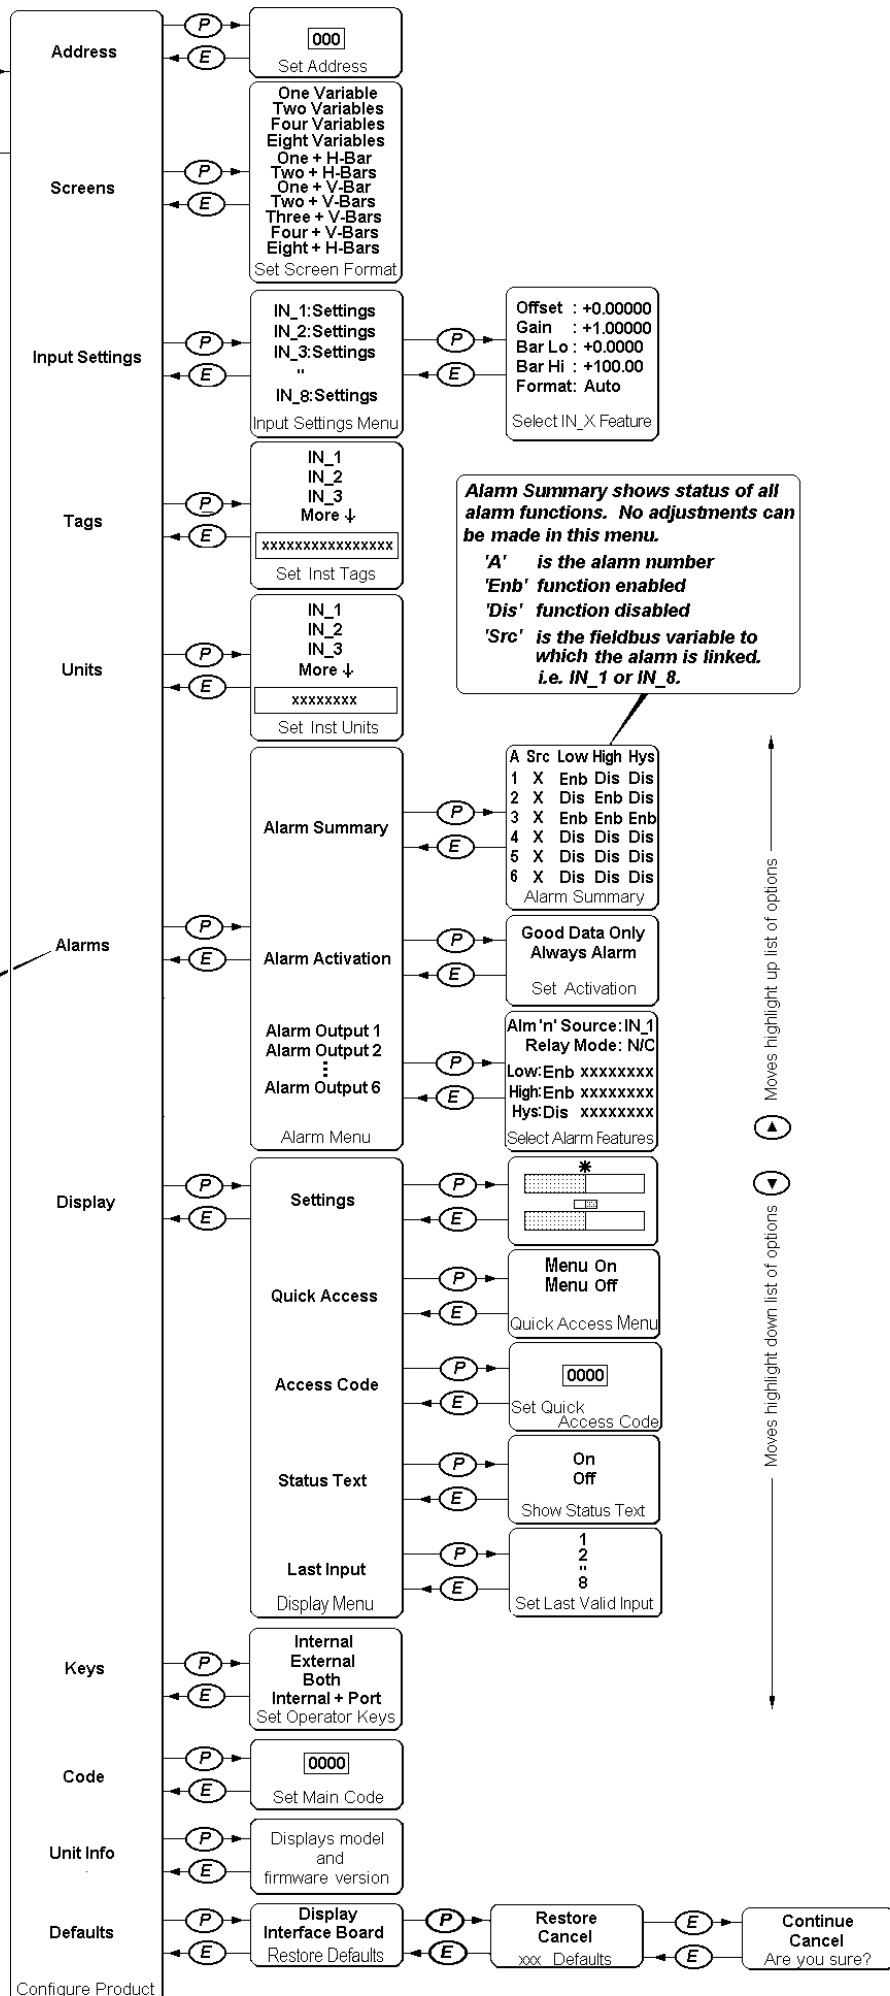 Address
P
E
000
Set Address
Screens
P
E
One Variable
Two Variables
Four Variables
Eight Variables
One + H-Bar
Two + H-Bars
One + V-Bar
Two + V-Bars
Three + V-Bars
Four + V-Bars
Eight + H-Bars
Set Screen Format
Input Settings
P
E
IN_1:Settings
IN_2:Settings
IN_3:Settings
"
IN_8:Settings
Input Settings Menu
P
E
Offset : +0.00000
Gain : +1.00000
Bar Lo : +0.0000
Bar Hi : +100.00
Format: Auto
Select IN_X Feature
Tags
P
E
IN_1
IN_2
IN_3
More ↓
xxxxxxxxxxxxxxxx
Set Inst Tags
Alarm Summary shows status of all
alarm functions. No adjustments can
be made in this menu.
'A' is the alarm number
'Enb' function enabled
'Dis' function disabled
'Src' is the fieldbus variable to
which the alarm is linked.
i.e. IN_1 or IN_8.
Units
P
E
IN_1
IN_2
IN_3
More ↓
xxxxxxxx
Set Inst Units
Alarms
P
E
Alarm Summary
P
E
A Src Low High Hys
1 X Enb Dis Dis
2 X Dis Enb Dis
3 X Enb Enb Enb
4 X Dis Dis Dis
5 X Dis Dis Dis
6 X Dis Dis Dis
Alarm Summary
Alarm Activation
P
E
Good Data Only
Always Alarm
Set Activation
Alarm Output 1
Alarm Output 2
⋮
Alarm Output 6
Alarm Menu
P
E
Alm 'n' Source: IN_1
Relay Mode: N/C
Low: Enb xxxxxxxx
High: Enb xxxxxxxx
Hys: Dis xxxxxxxx
Select Alarm Features
Moves highlight up list of options
Moves highlight down list of options
Display
P
E
Settings
P
E
Quick Access
P
E
Menu On
Menu Off
Quick Access Menu
Access Code
P
E
0000
Set Quick
Access Code
Status Text
P
E
On
Off
Show Status Text
Last Input
Display Menu
P
E
1
2
"
8
Set Last Valid Input
Keys
P
E
Internal
External
Both
Internal + Port
Set Operator Keys
Code
P
E
0000
Set Main Code
Unit Info
P
E
Displays model
and
firmware version
Defaults
P
E
Display
Interface Board
Restore Defaults
P
E
Restore
Cancel
xxx Defaults
E
E
Continue
Cancel
Are you sure?
Configure Product